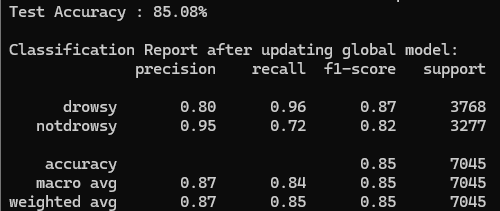 Test Accuracy : 85.08%
Classification Report after updating global model:
precision recall f1-score support
drowsy 0.80 0.96 0.87 3768
notdrowsy 0.95 0.72 0.82 3277
accuracy 0.85 7045
macro avg 0.87 0.84 0.85 7045
weighted avg 0.87 0.85 0.85 7045